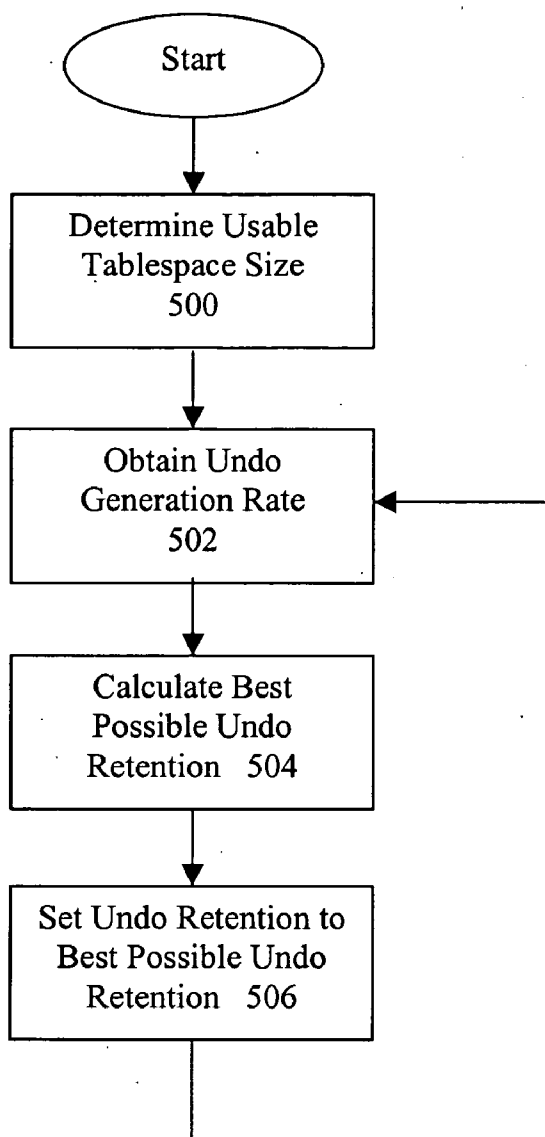 Start
Determine Usable
Tablespace Size
500
Obtain Undo
Generation Rate
502
Calculate Best
Possible Undo
Retention 504
Set Undo Retention to
Best Possible Undo
Retention 506